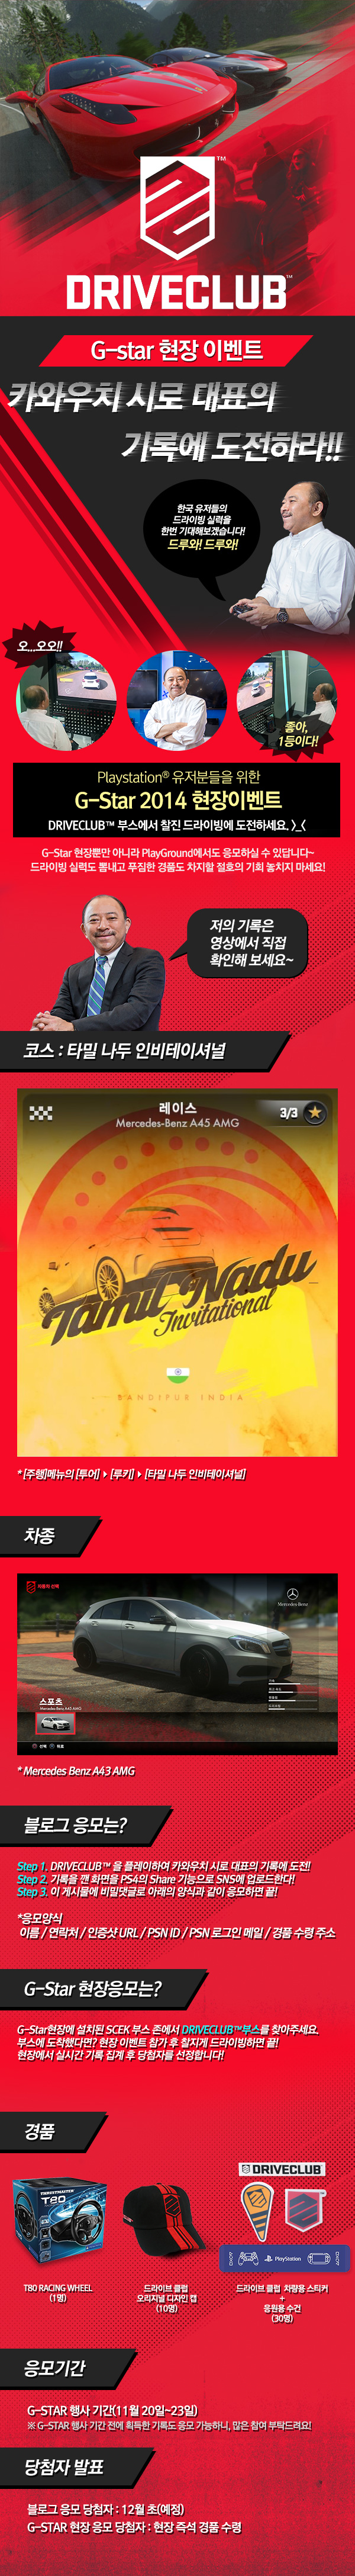 DRIVECLUB™
G-star 현장 이벤트
카와우치 시로 대표의
기록에 도전하라!!
한국 유저들의
드라이빙 실력을
한번 기대해보겠습니다!
드루와! 드루와!
오...오오!!
좋아,
1등이다!
Playstation® 유저분들을 위한
G-Star 2014 현장이벤트
DRIVECLUB™ 부스에서 찰진 드라이빙에 도전하세요. >_<
G-Star 현장뿐만 아니라 PlayGround에서도 응모하실 수 있답니다~
드라이빙 실력도 뽐내고 푸짐한 경품도 차지할 절호의 기회 놓치지 마세요!
저의 기록은
영상에서 직접
확인해 보세요~
코스 : 타밀 나두 인비테이셔널
레이스
Mercedes-Benz A45 AMG
3/3
Tamil Nadu
Invitational
BANDIPUR INDIA
* [주행]메뉴의 [투어] ▶ [루키] ▶ [타밀 나두 인비테이셔널]
차종
자동차 선택
Mercedes-Benz
스포츠
Mercedes-Benz A45 AMG
선택
뒤로
* Mercedes Benz A43 AMG
블로그 응모는?
Step 1. DRIVECLUB™ 을 플레이하여 카와우치 시로 대표의 기록에 도전!
Step 2. 기록을 깬 화면을 PS4의 Share 기능으로 SNS에 업로드한다!
Step 3. 이 게시물에 비밀댓글로 아래의 양식과 같이 응모하면 끝!
*응모양식
이름 / 연락처 / 인증샷 URL / PSN ID / PSN 로그인 메일 / 경품 수령 주소
G-Star 현장응모는?
G-Star현장에 설치된 SCEK 부스 존에서 DRIVECLUB™부스를 찾아주세요.
부스에 도착했다면? 현장 이벤트 참가 후 찰지게 드라이빙하면 끝!
현장에서 실시간 기록 집계 후 당첨자를 선정합니다!
경품
THRUSTMASTER
T80
DRIVECLUB
PlayStation
T80 RACING WHEEL
(1명)
드라이브 클럽
오리지널 디자인 캡
(10명)
드라이브 클럽 차량용 스티커
+
응원용 수건
(30명)
응모기간
G-STAR 행사 기간(11월 20일~23일)
※ G-STAR 행사 기간 전에 획득한 기록도 응모 가능하니, 많은 참여 부탁드려요!
당첨자 발표
블로그 응모 당첨자 : 12월 초(예정)
G-STAR 현장 응모 당첨자 : 현장 즉석 경품 수령